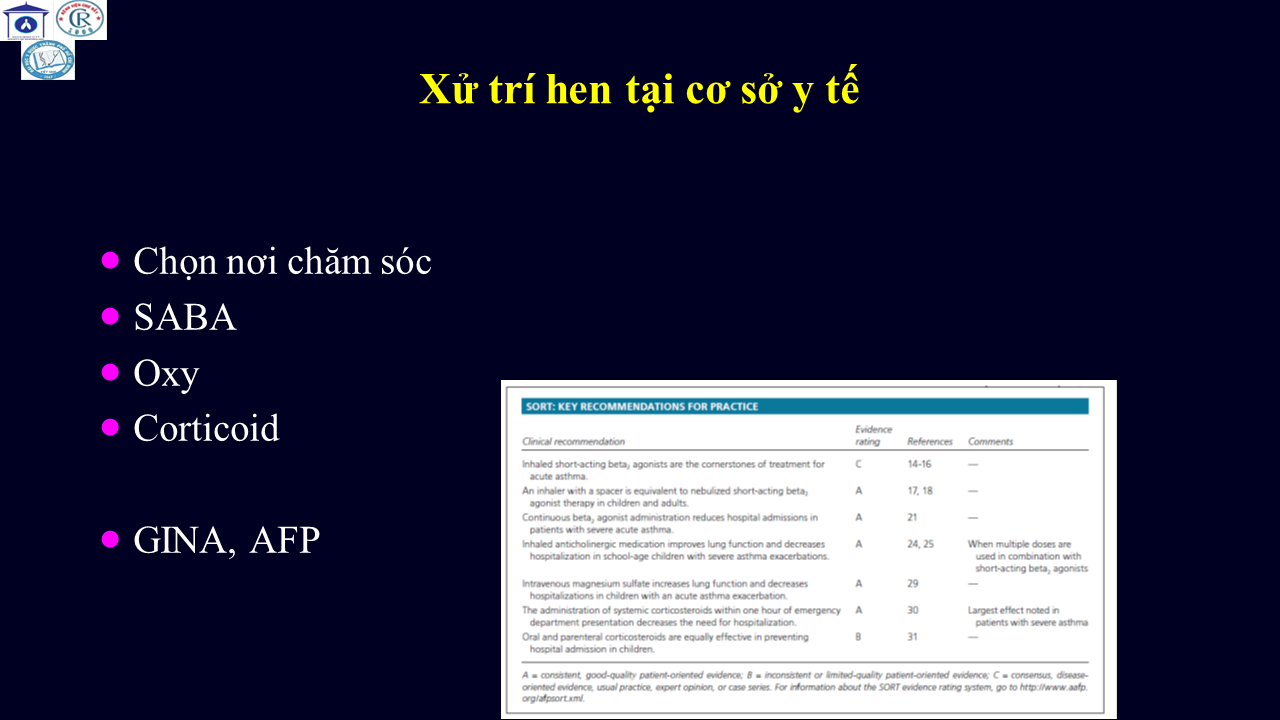 Xử trí hen tại cơ sở y tế
Chọn nơi chăm sóc
SABA
Oxy
Corticoid
GINA, AFP
SORT: KEY RECOMMENDATIONS FOR PRACTICE
Clinical recommendation Evidence rating References Comments
Inhaled short-acting beta₂ agonists are the cornerstones of treatment for C 14-16 —
acute asthma.
An inhaler with a spacer is equivalent to nebulized short-acting beta₂ A 17, 18 —
agonist therapy in children and adults.
Continuous beta₂ agonist administration reduces hospital admissions in A 21 —
patients with severe acute asthma.
Inhaled anticholinergic medication improves lung function and decreases A 24, 25 When multiple doses are
hospitalization in school-age children with severe asthma exacerbations. used in combination with
short-acting beta₂ agonists
Intravenous magnesium sulfate increases lung function and decreases A 29 —
hospitalizations in children with an acute asthma exacerbation.
The administration of systemic corticosteroids within one hour of emergency A 30 Largest effect noted in
department presentation decreases the need for hospitalization. patients with severe asthma
Oral and parenteral corticosteroids are equally effective in preventing B 31 —
hospital admission in children.
A = consistent, good-quality patient-oriented evidence; B = inconsistent or limited-quality patient-oriented evidence; C = consensus, disease-
oriented evidence, usual practice, expert opinion, or case series. For information about the SORT evidence rating system, go to http://www.aafp.
org/afpsort.xml.